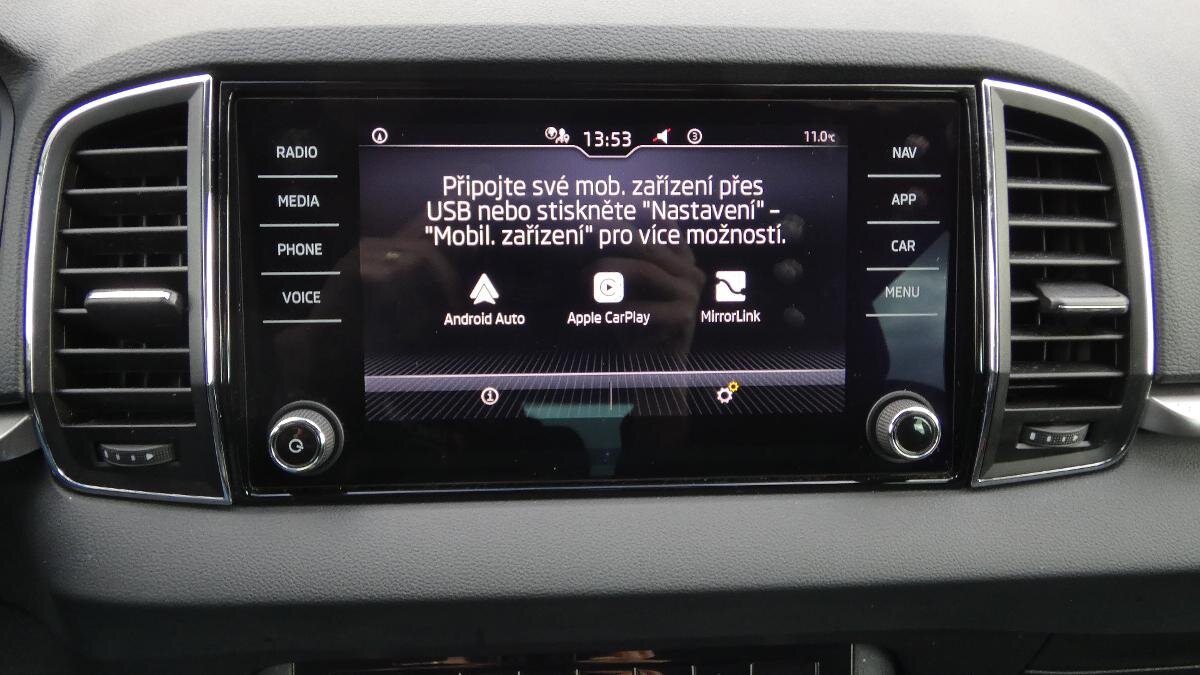 13:53
3
11.0°C
RADIO
MEDIA
PHONE
VOICE
Připojte své mob. zařízení přes
USB nebo stiskněte "Nastavení" –
"Mobil. zařízení" pro více možností.
Android Auto
Apple CarPlay
MirrorLink
NAV
APP
CAR
MENU